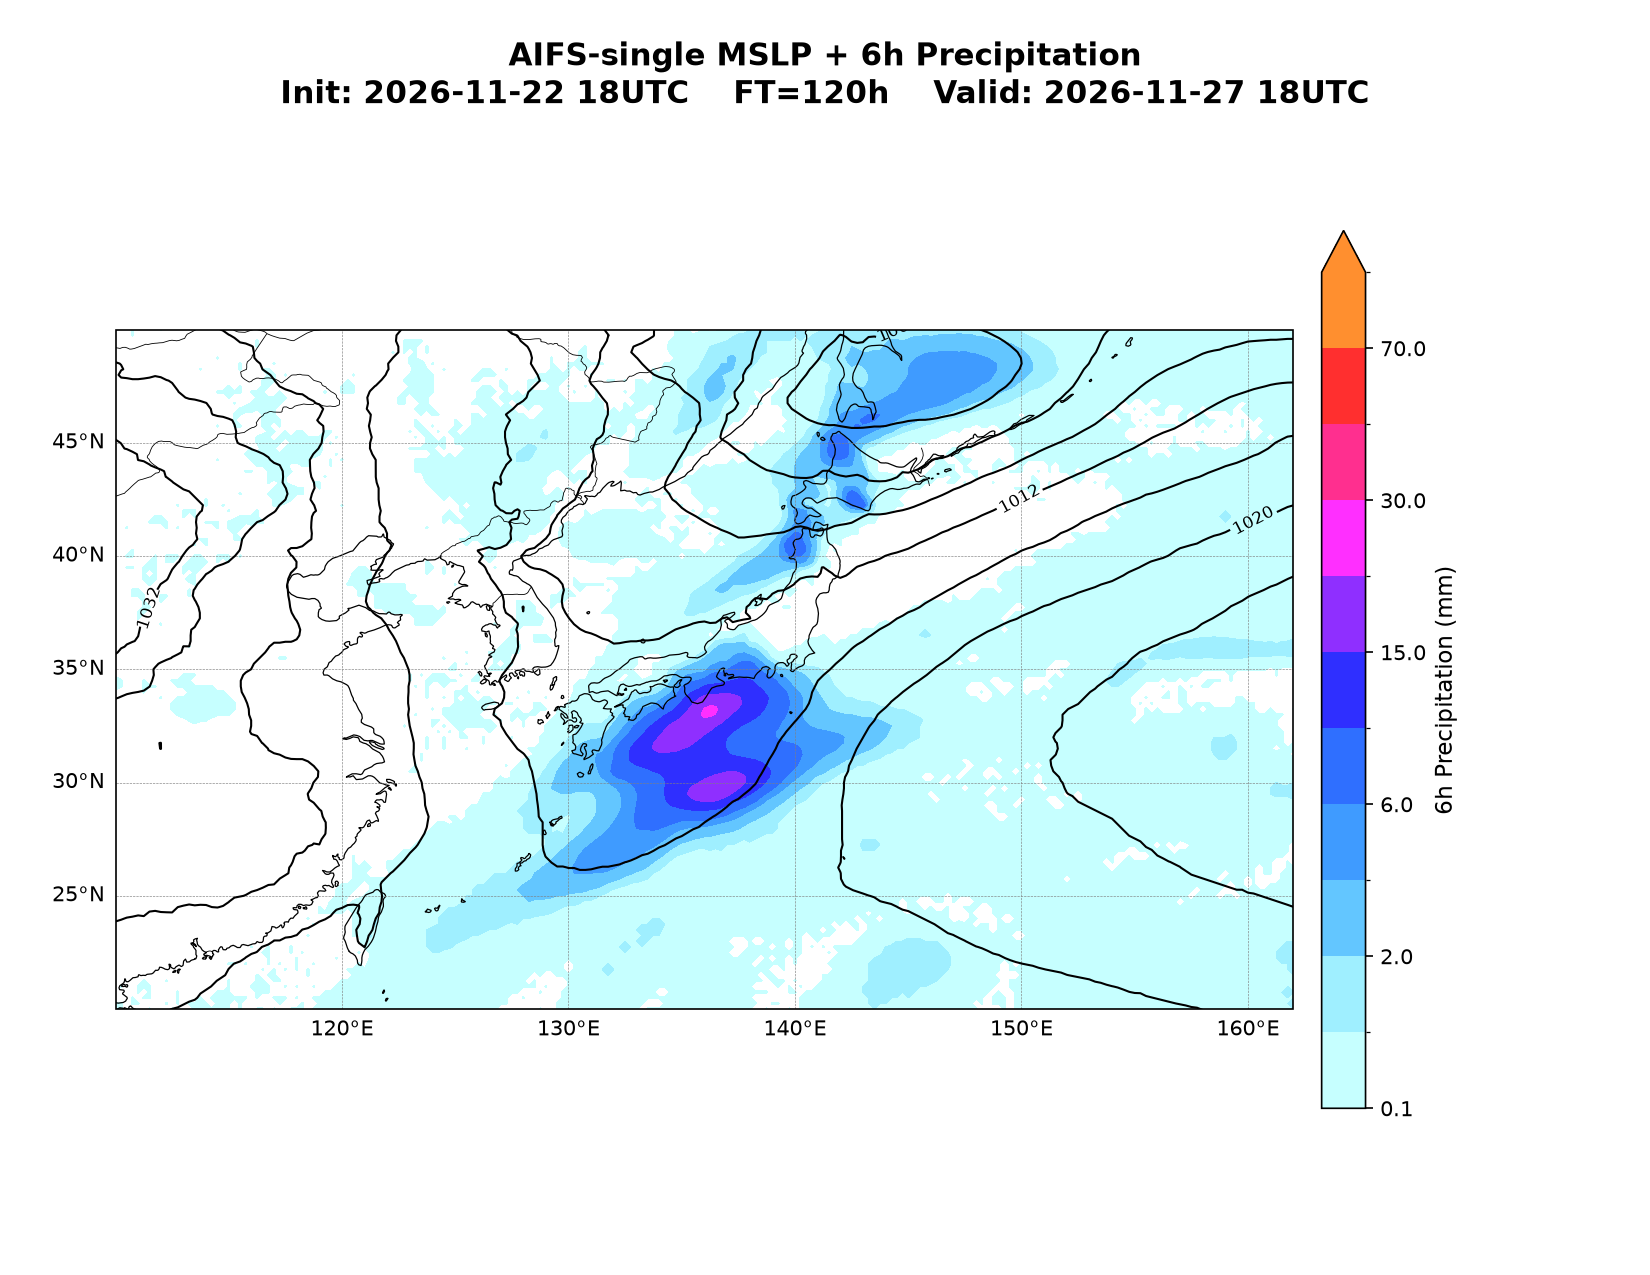 AIFS-single MSLP + 6h Precipitation
Init: 2026-11-22 18UTC    FT=120h    Valid: 2026-11-27 18UTC
70.0
45°N
30.0
1012
1020
40°N
1032
15.0
35°N
6h Precipitation (mm)
30°N
6.0
25°N
2.0
120°E
130°E
140°E
150°E
160°E
0.1